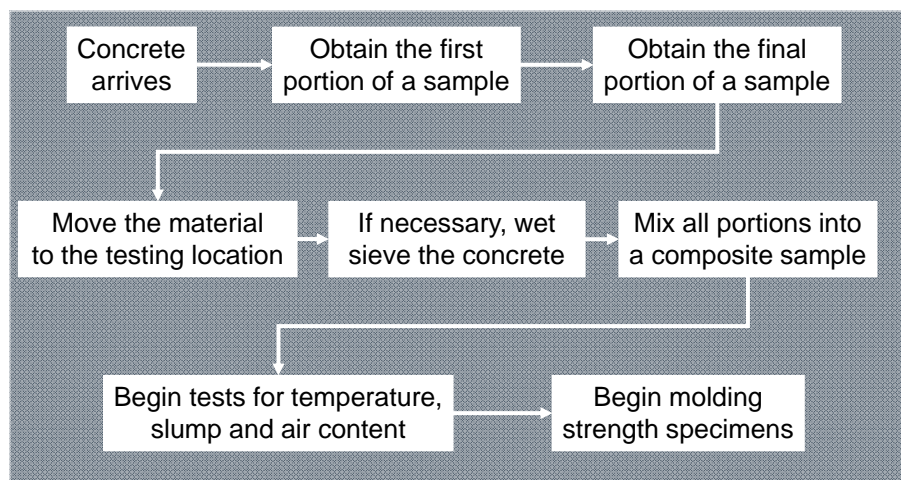 Concrete
arrives
Obtain the first
portion of a sample
Obtain the final
portion of a sample
Move the material
to the testing location
If necessary, wet
sieve the concrete
Mix all portions into
a composite sample
Begin tests for temperature,
slump and air content
Begin molding
strength specimens